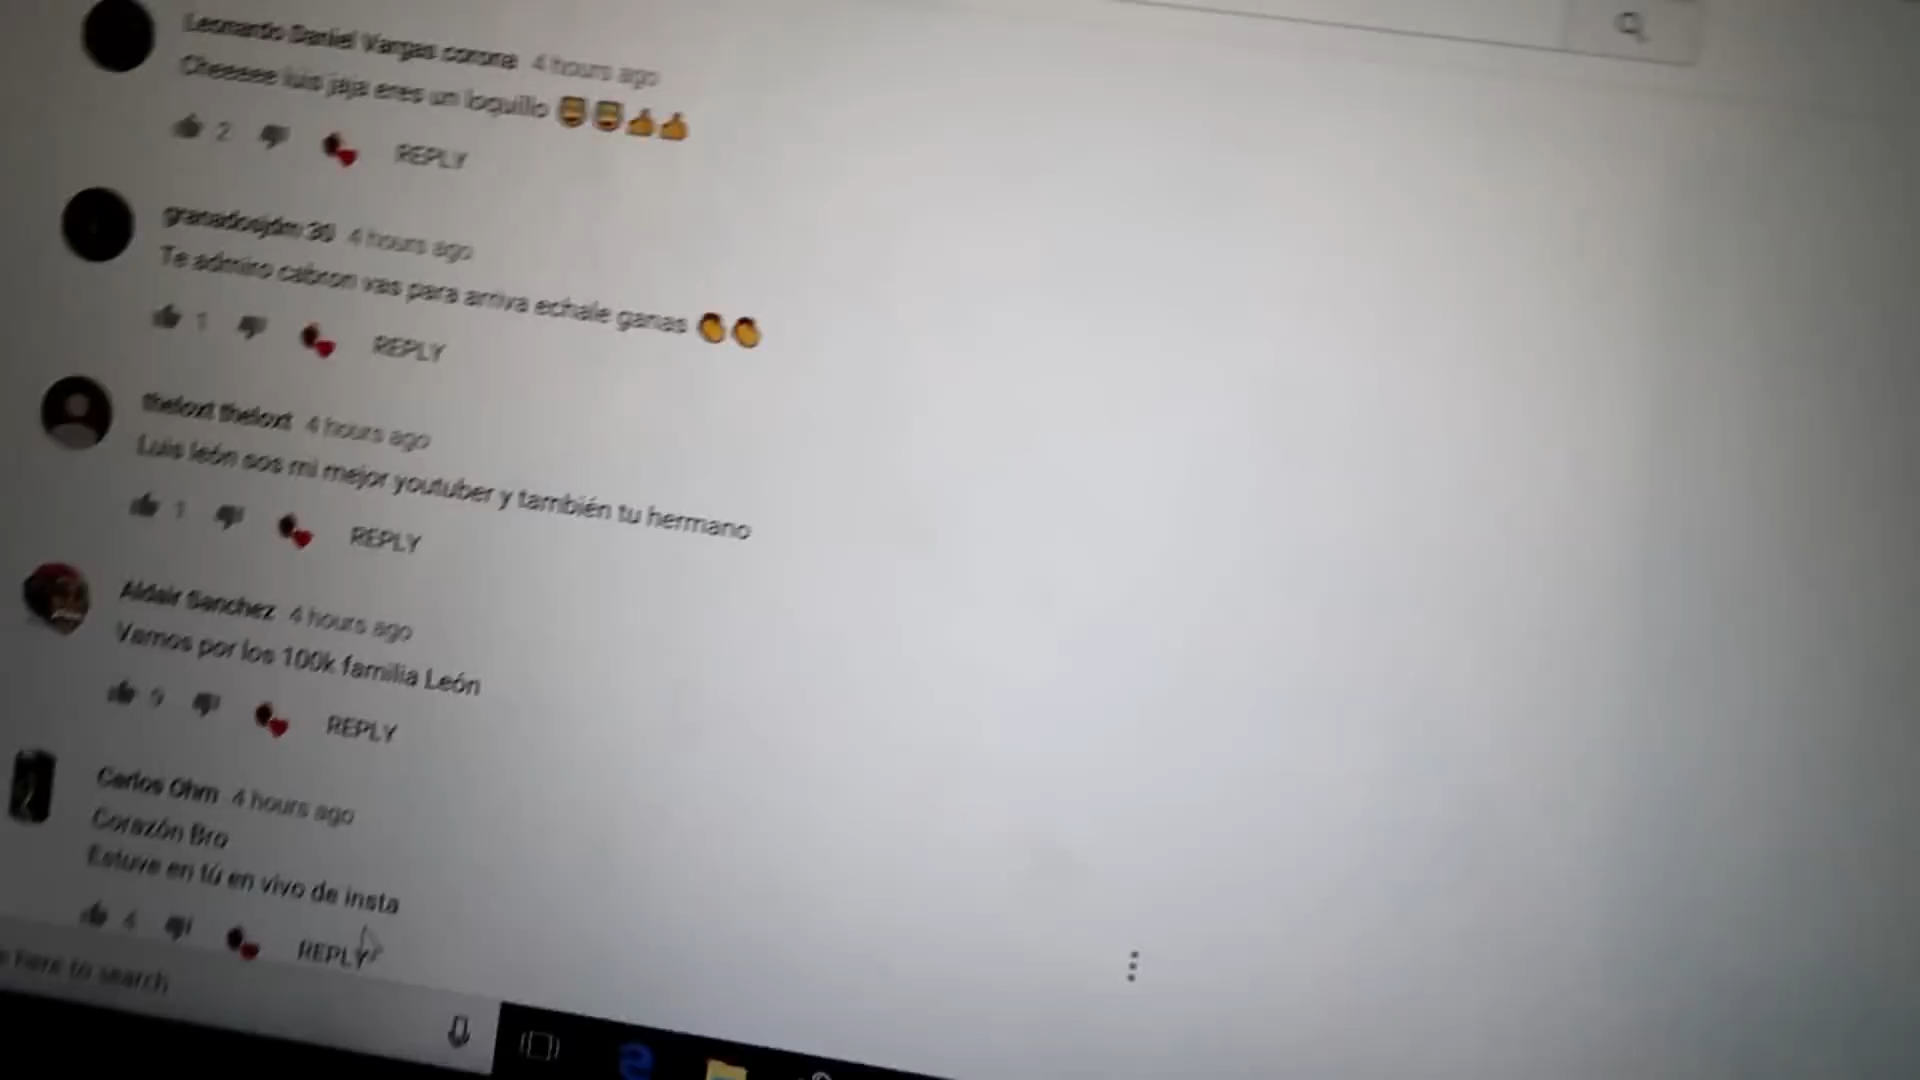 Leonardo Daniel Vargas corona 4 hours ago
Cheeeee luis jaja eres un loquillo
2 REPLY
4 hours ago
Te admiro cabron vas para arriva echale ganas
1 REPLY
theloxt theloxt 4 hours ago
Luis león sos mi mejor youtuber y también tu hermano
1 REPLY
Aldair Sanchez 4 hours ago
Vamos por los 100k familia León
9 REPLY
Carlos Ohm 4 hours ago
Corazón Bro
Estuve en tú en vivo de insta
4 REPLY
here to search